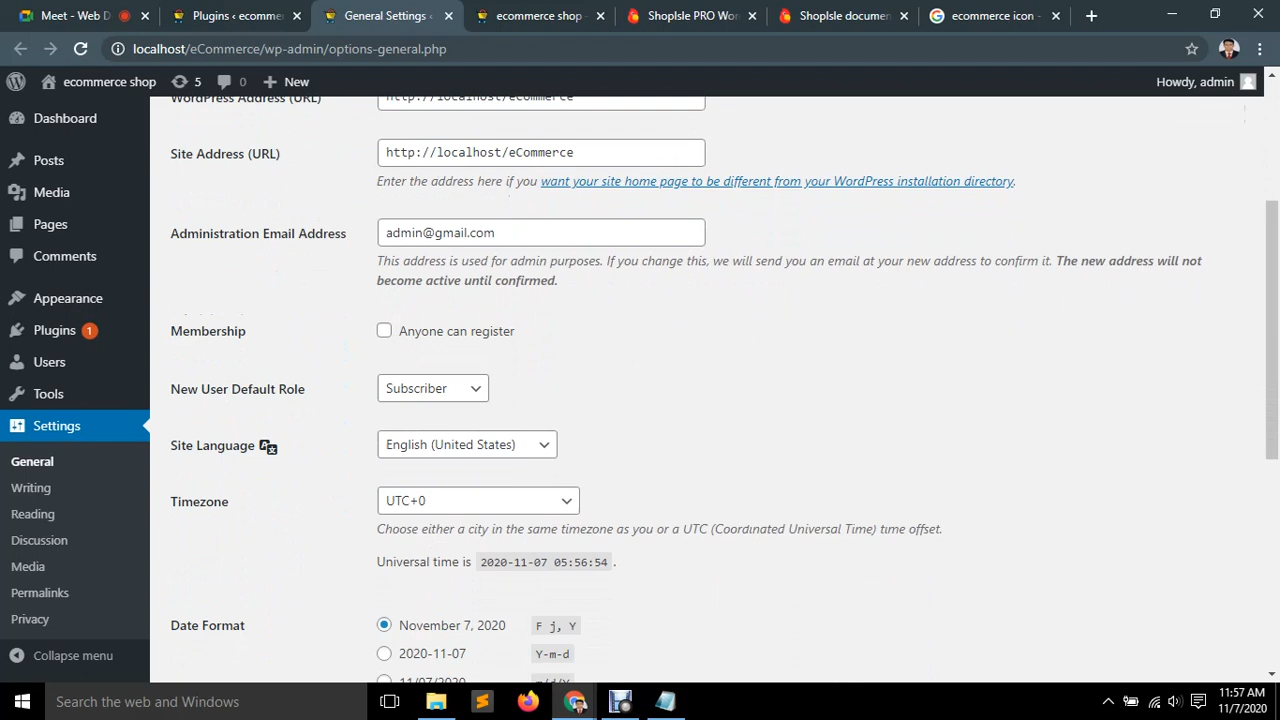 Meet - Web D
Plugins ‹ ecomme
General Settings ‹
ecommerce shop
ShopIsle PRO Wor
ShopIsle documen
ecommerce icon -
localhost/eCommerce/wp-admin/options-general.php
ecommerce shop
5
0
New
Howdy, admin
Dashboard
Posts
Media
Pages
Comments
Appearance
Plugins 1
Users
Tools
Settings
General
Writing
Reading
Discussion
Media
Permalinks
Privacy
Collapse menu
WordPress Address (URL)
http://localhost/eCommerce
Site Address (URL)
http://localhost/eCommerce
Enter the address here if you want your site home page to be different from your WordPress installation directory.
Administration Email Address
admin@gmail.com
This address is used for admin purposes. If you change this, we will send you an email at your new address to confirm it. The new address will not
become active until confirmed.
Membership
Anyone can register
New User Default Role
Subscriber
Site Language
English (United States)
Timezone
UTC+0
Choose either a city in the same timezone as you or a UTC (Coordinated Universal Time) time offset.
Universal time is 2020-11-07 05:56:54 .
Date Format
November 7, 2020
F j, Y
2020-11-07
Y-m-d
11/07/2020
m/d/Y
Search the web and Windows
11:57 AM
11/7/2020